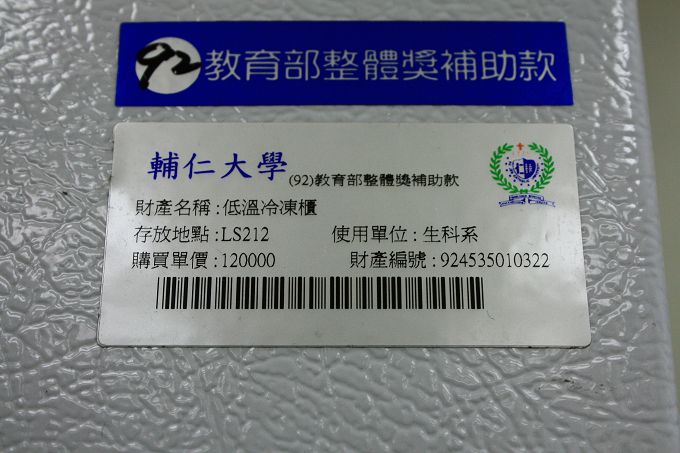 92 教育部整體獎補助款
輔仁大學 (92)教育部整體獎補助款
財產名稱:低溫冷凍櫃
存放地點:LS212 使用單位:生科系
購買單價:120000 財產編號:924535010322